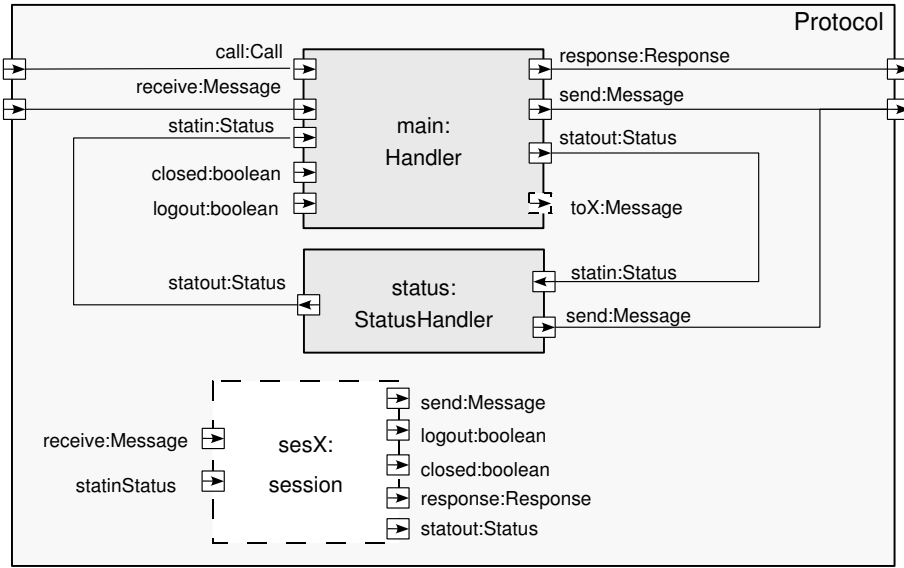 Protocol
call:Call
response:Response
receive:Message
send:Message
statin:Status
main:
Handler
statout:Status
closed:boolean
logout:boolean
toX:Message
statout:Status
status:
StatusHandler
statin:Status
send:Message
send:Message
receive:Message
sesX:
session
logout:boolean
statinStatus
closed:boolean
response:Response
statout:Status